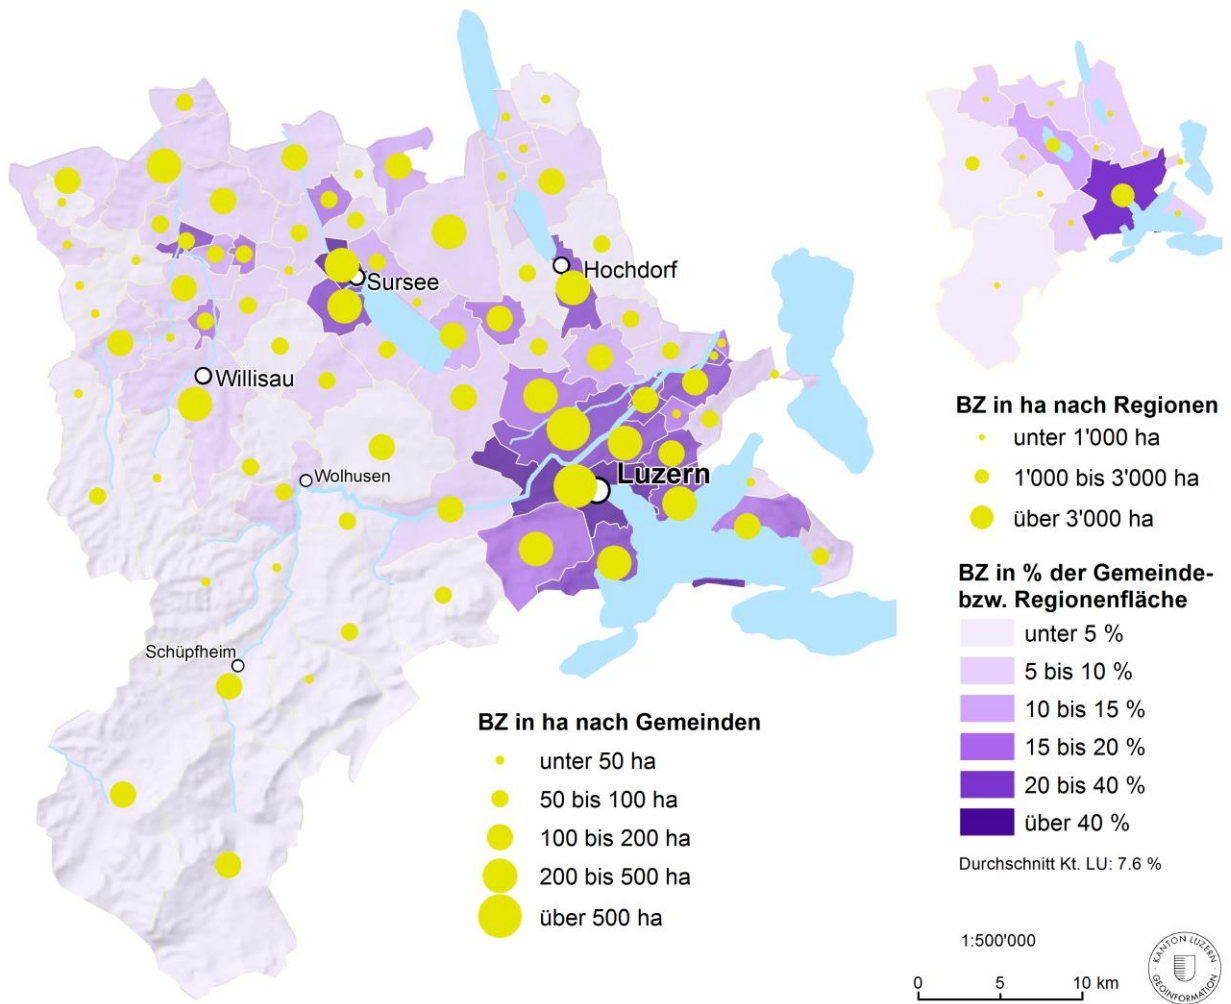 Sursee
Hochdorf
Willisau
Wolhusen
Luzern
Schüpfheim
BZ in ha nach Gemeinden
unter 50 ha
50 bis 100 ha
100 bis 200 ha
200 bis 500 ha
über 500 ha
BZ in ha nach Regionen
unter 1'000 ha
1'000 bis 3'000 ha
über 3'000 ha
BZ in % der Gemeinde-
bzw. Regionenfläche
unter 5 %
5 bis 10 %
10 bis 15 %
15 bis 20 %
20 bis 40 %
über 40 %
Durchschnitt Kt. LU: 7.6 %
1:500'000
0 5 10 km
KANTON LUZERN
GEOINFORMATION